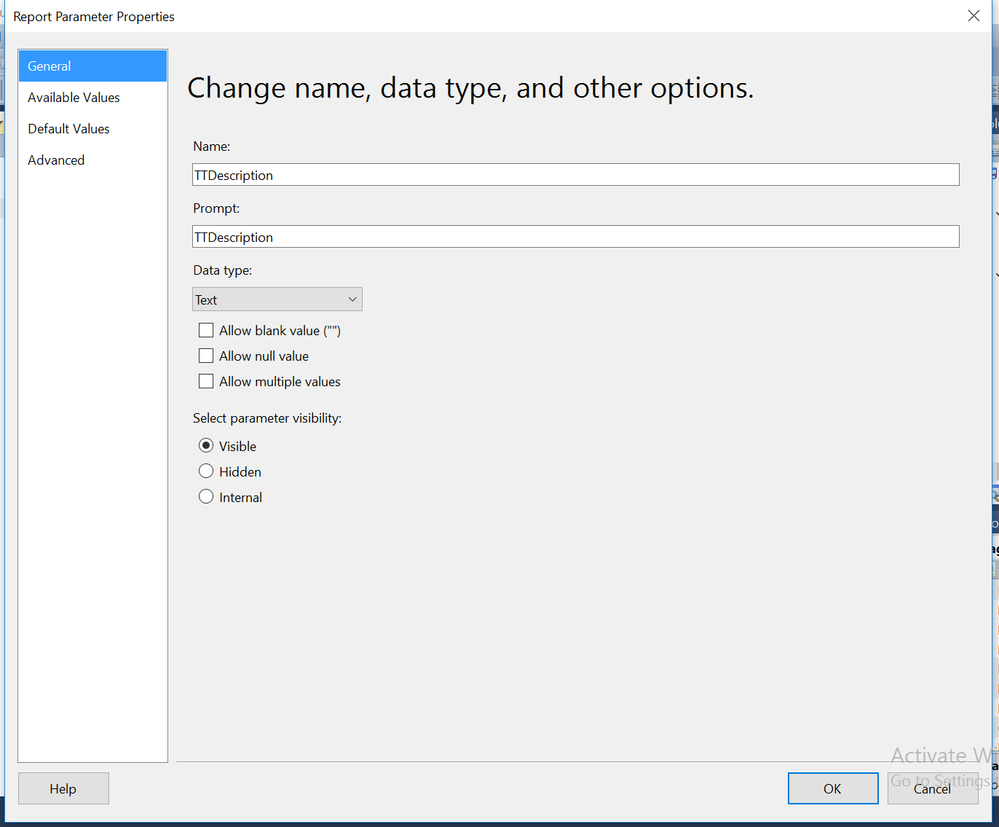 Report Parameter Properties
General
Available Values
Default Values
Advanced
Change name, data type, and other options.
Name:
TTDescription
Prompt:
TTDescription
Data type:
Text
Allow blank value ("")
Allow null value
Allow multiple values
Select parameter visibility:
Visible
Hidden
Internal
Activate
Go to Settings
Help
OK
Cancel